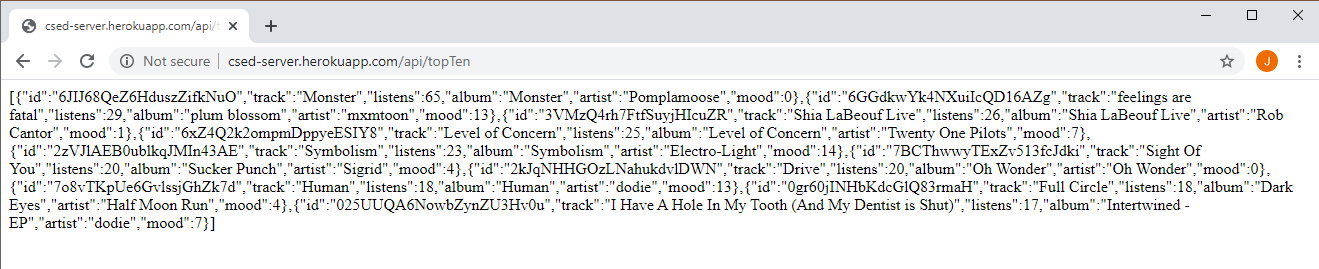 csed-server.herokuapp.com/api/t
Not secure | csed-server.herokuapp.com/api/topTen
J
[{"id":"6JIJ68QeZ6HduszZifkNuO","track":"Monster","listens":65,"album":"Monster","artist":"Pomplamoose","mood":0},{"id":"6GGdkwYk4NXuiIcQD16AZg","track":"feelings are
fatal","listens":29,"album":"plum blossom","artist":"mxmtoon","mood":13},{"id":"3VMzQ4rh7FtfSuyjHIcuZR","track":"Shia LaBeouf Live","listens":26,"album":"Shia LaBeouf Live","artist":"Rob
Cantor","mood":1},{"id":"6xZ4Q2k2ompmDppyeESIY8","track":"Level of Concern","listens":25,"album":"Level of Concern","artist":"Twenty One Pilots","mood":7},
{"id":"2zVJlAEB0ublkqJMIn43AE","track":"Symbolism","listens":23,"album":"Symbolism","artist":"Electro-Light","mood":14},{"id":"7BCThwwyTExZv513fcJdki","track":"Sight Of
You","listens":20,"album":"Sucker Punch","artist":"Sigrid","mood":4},{"id":"2kJqNHHGOzLNahukdvlDWN","track":"Drive","listens":20,"album":"Oh Wonder","artist":"Oh Wonder","mood":0},
{"id":"7o8vTKpUe6GvlssjGhZk7d","track":"Human","listens":18,"album":"Human","artist":"dodie","mood":13},{"id":"0gr60jINHbKdcGlQ83rmaH","track":"Full Circle","listens":18,"album":"Dark
Eyes","artist":"Half Moon Run","mood":4},{"id":"025UUQA6NowbZynZU3Hv0u","track":"I Have A Hole In My Tooth (And My Dentist is Shut)","listens":17,"album":"Intertwined -
EP","artist":"dodie","mood":7}]